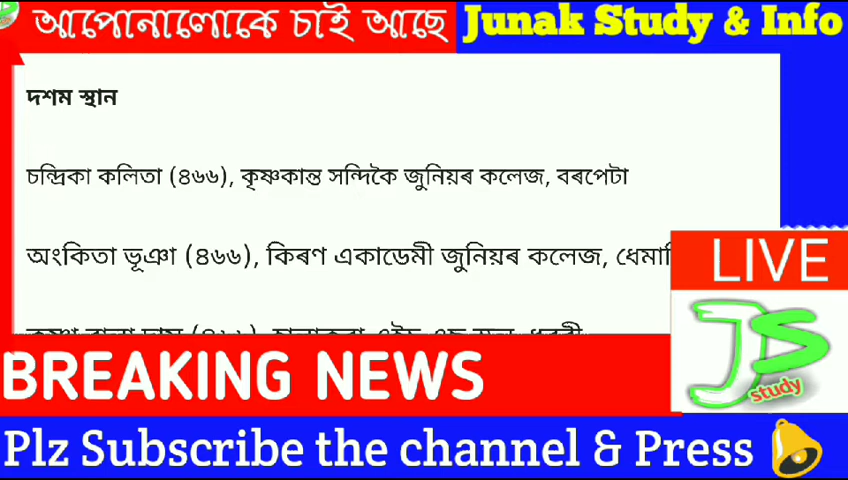 আপোনালোকে চাই আছে
Junak Study & Info
দশম স্থান
চন্দ্ৰিকা কলিতা (৪৬৬), কৃষ্ণকান্ত সন্দিকৈ জুনিয়ৰ কলেজ, বৰপেটা
অংকিতা ভূঞা (৪৬৬), কিৰণ একাডেমী জুনিয়ৰ কলেজ,
LIVE
JS
study
BREAKING NEWS
Plz Subscribe the channel & Press